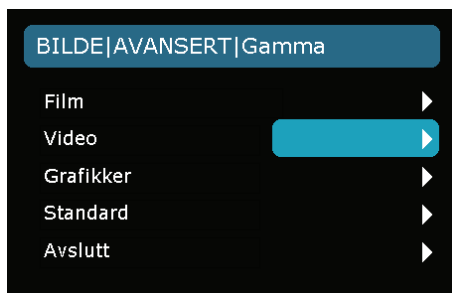 BILDE|AVANSERT|Gamma
Film
Video
Grafikker
Standard
Avslutt